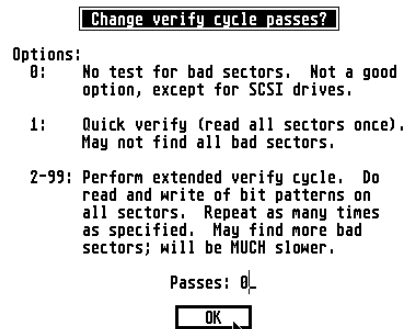 Change verify cycle passes?
Options:
0: No test for bad sectors. Not a good
option, except for SCSI drives.
1: Quick verify (read all sectors once).
May not find all bad sectors.
2-99: Perform extended verify cycle. Do
read and write of bit patterns on
all sectors. Repeat as many times
as specified. May find more bad
sectors; will be MUCH slower.
Passes: 0_
OK